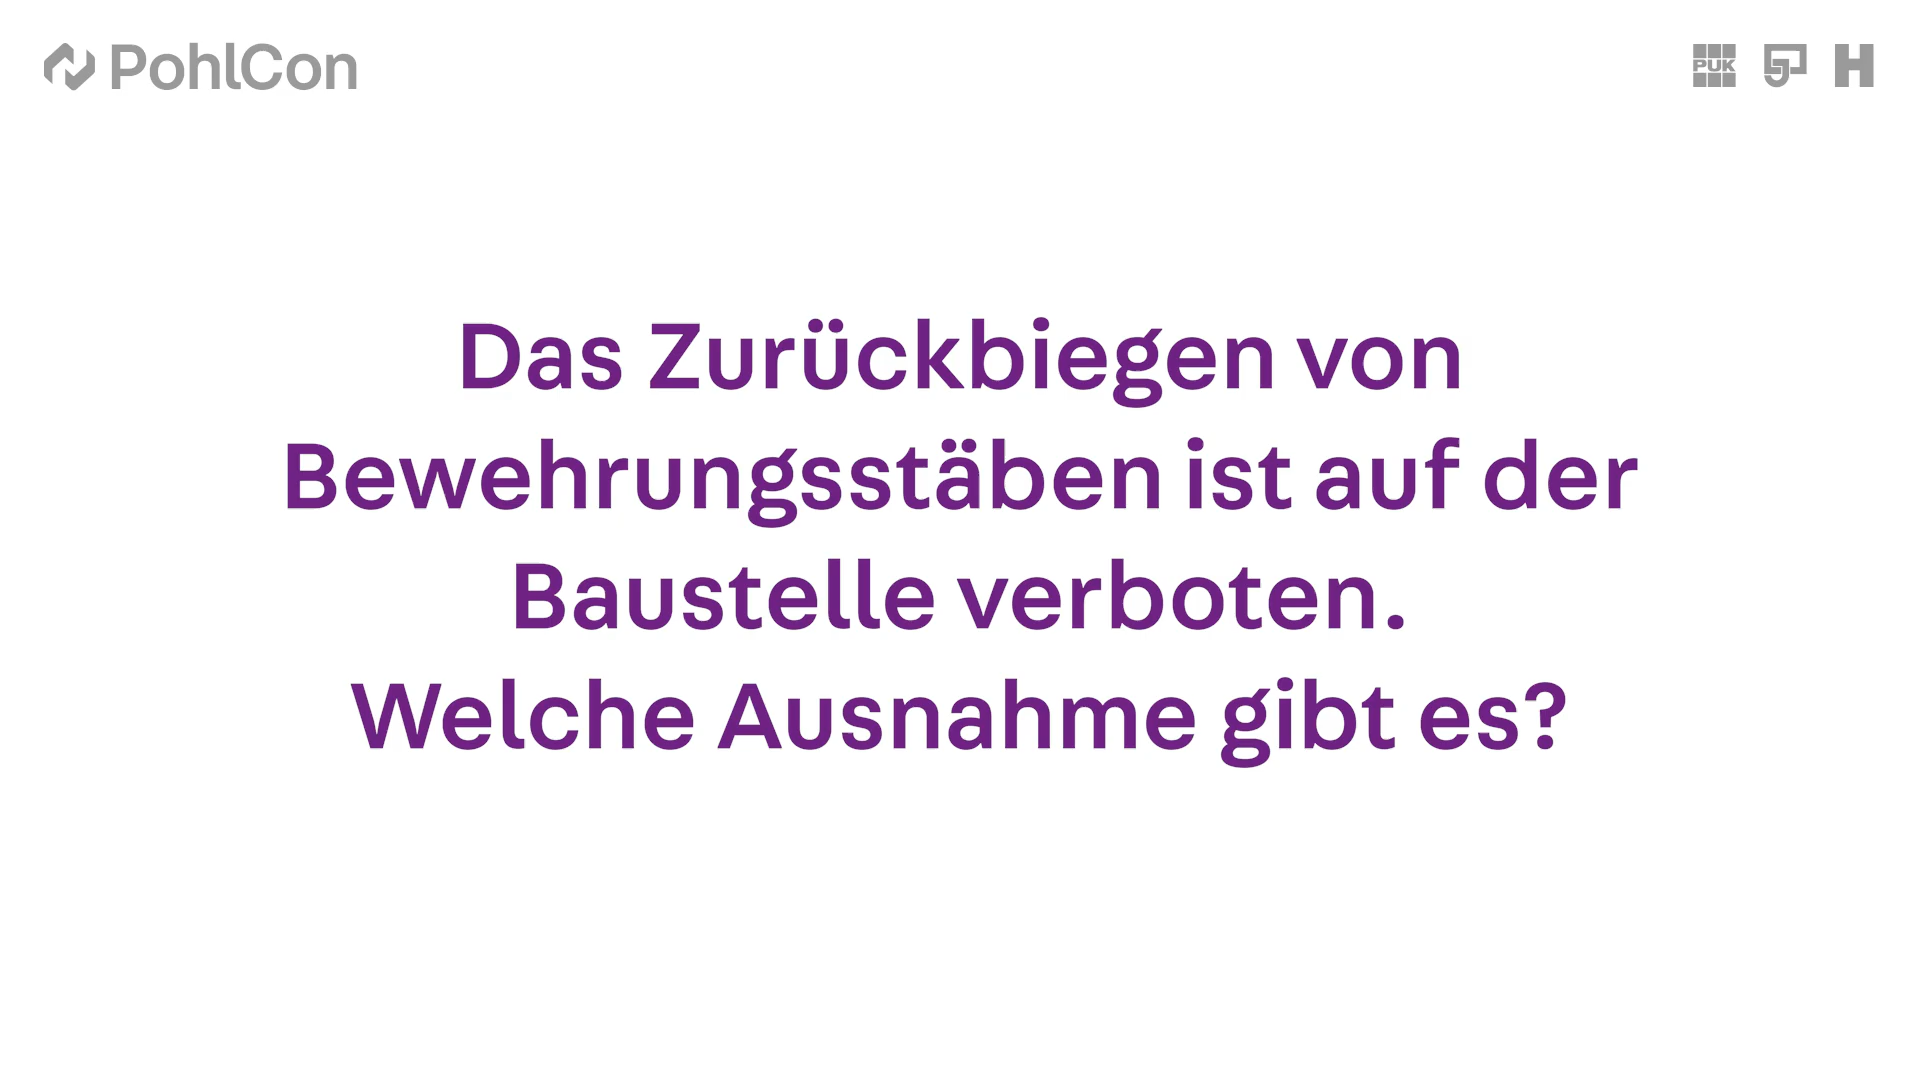 PohlCon
PUK
H
Das Zurückbiegen von
Bewehrungsstäben ist auf der
Baustelle verboten.
Welche Ausnahme gibt es?